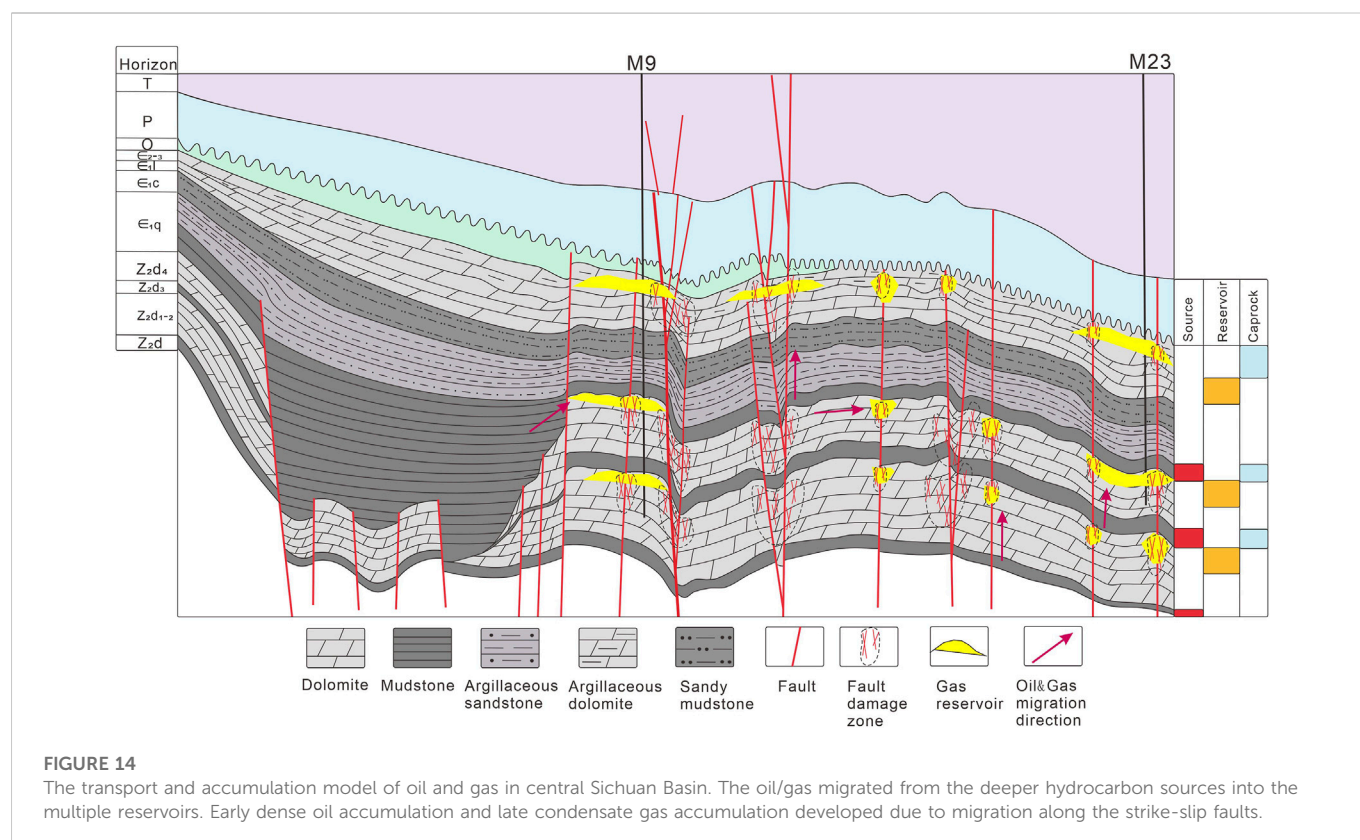 Horizon
T
P
O
Є₂₋₃
Є₁l
Є₁c
Є₁q
Z₂d₄
Z₂d₃
Z₂d₁₋₂
Z₂d
M9
M23
Source
Reservoir
Caprock
Dolomite
Mudstone
Argillaceous
sandstone
Argillaceous
dolomite
Sandy
mudstone
Fault
Fault
damage
zone
Gas
reservoir
Oil&Gas
migration
direction
FIGURE 14
The transport and accumulation model of oil and gas in central Sichuan Basin. The oil/gas migrated from the deeper hydrocarbon sources into the
multiple reservoirs. Early dense oil accumulation and late condensate gas accumulation developed due to migration along the strike-slip faults.